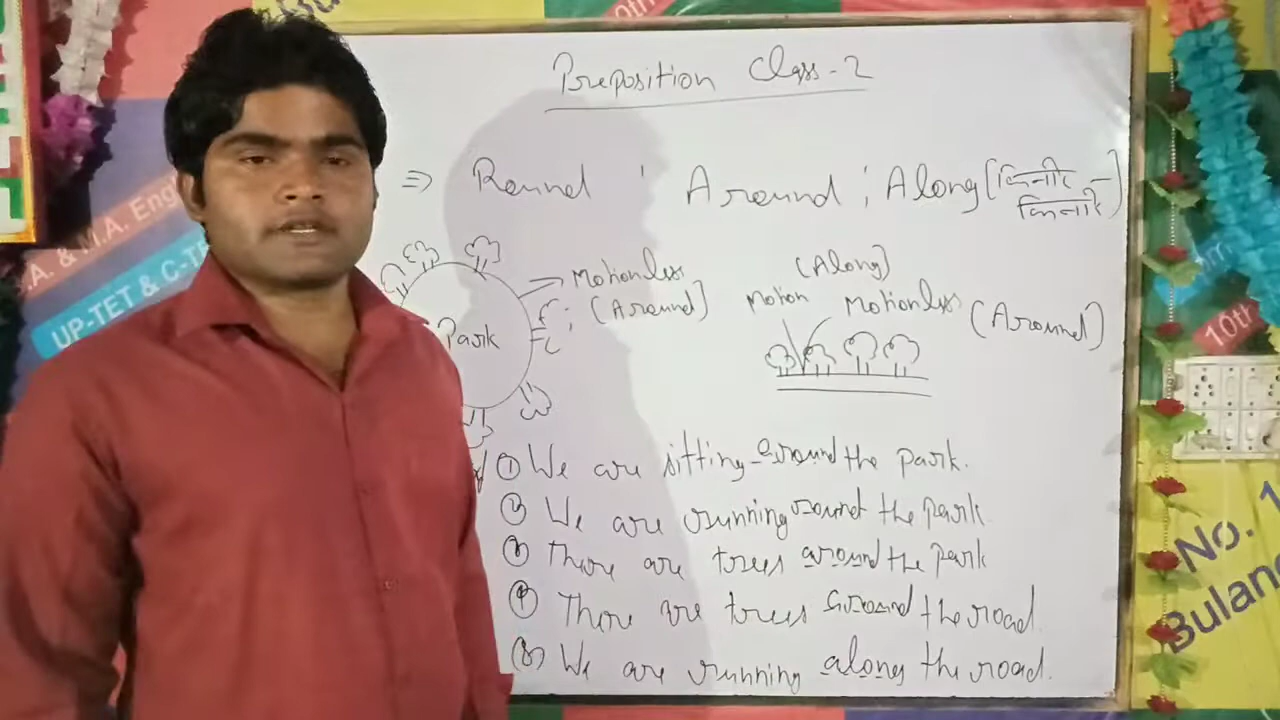 Preposition Class-2
⇒ Round ; Around ; Along (किनारे-
किनारे)
Motionless
(Around)
Park
(Along)
Motion Motionless (Around)
① We are sitting around the park.
② We are running round the park
③ There are trees around the park
④ There are trees around the road.
⑤ We are running along the road.
.A. & M.A. Eng
UP-TET & C-T
10th
10th
No. 1
Bulan